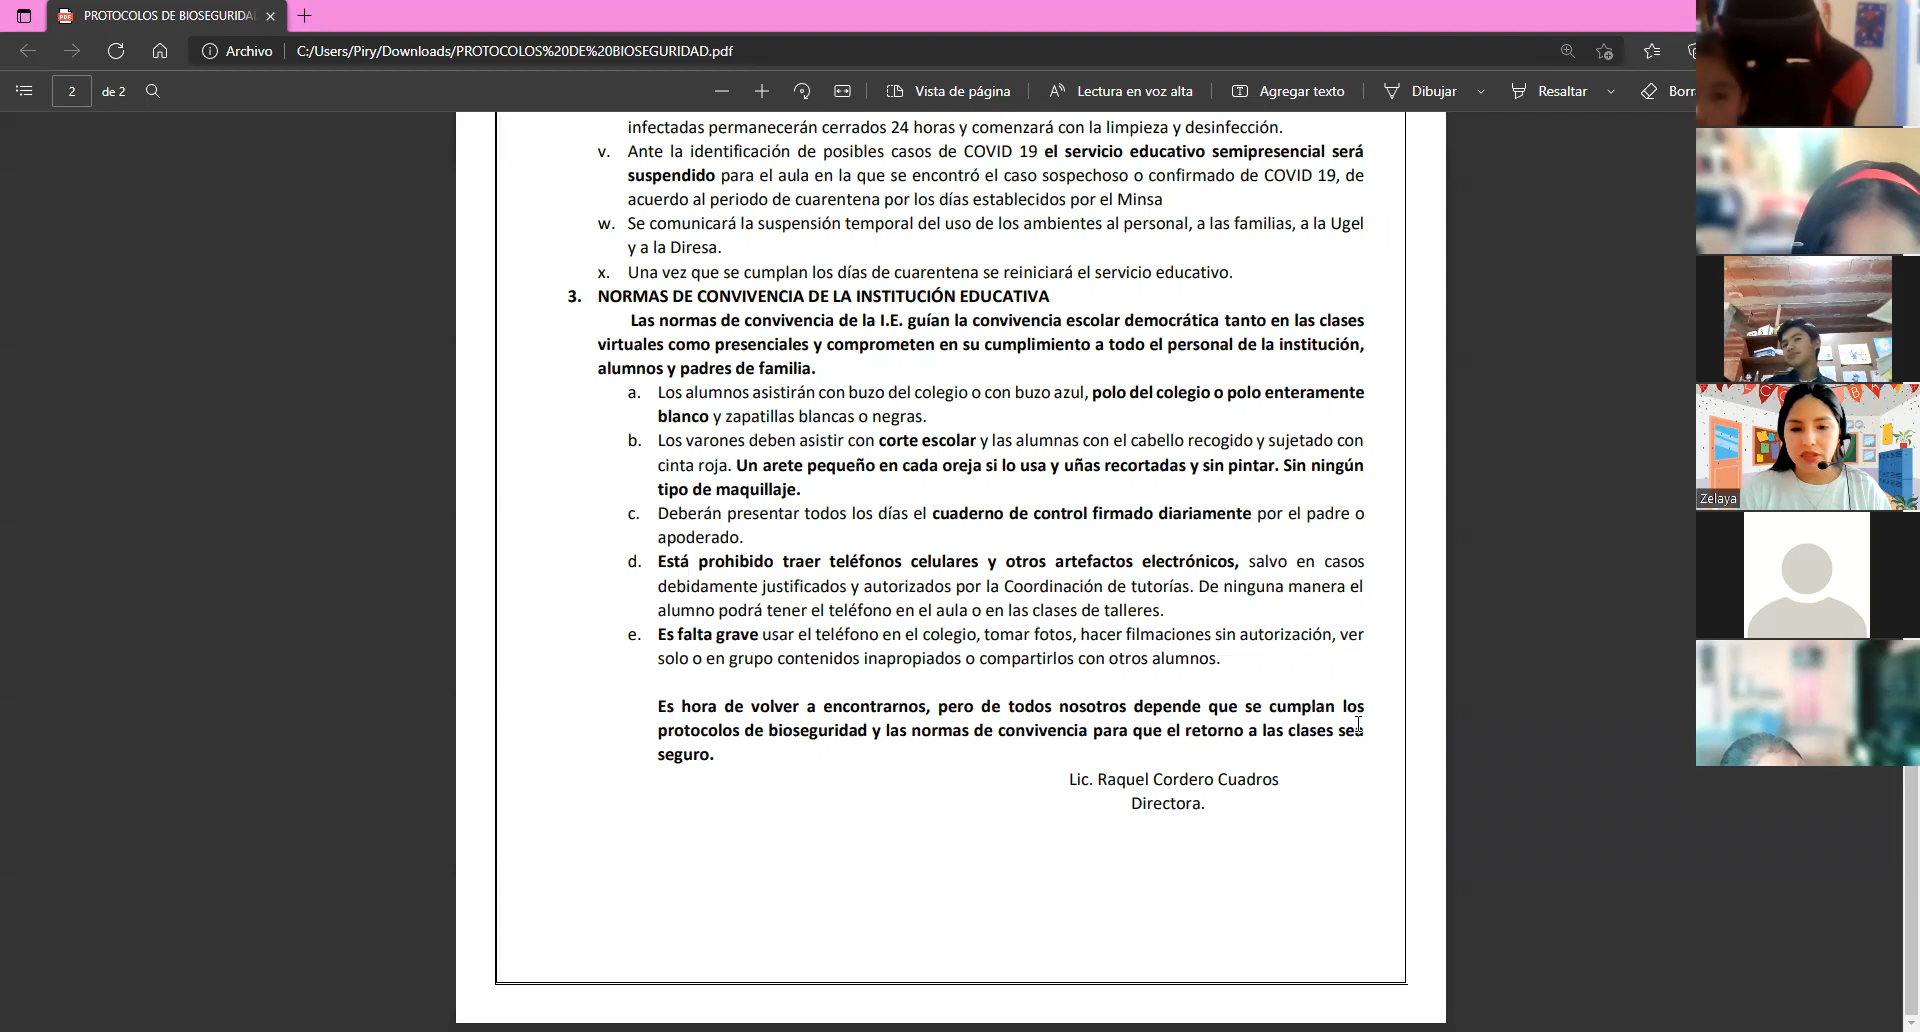 PROTOCOLOS DE BIOSEGURIDA
Archivo C:/Users/Piry/Downloads/PROTOCOLOS%20DE%20BIOSEGURIDAD.pdf
2 de 2 Vista de página Lectura en voz alta Agregar texto Dibujar Resaltar Borr
infectadas permanecerán cerrados 24 horas y comenzará con la limpieza y desinfección.
v. Ante la identificación de posibles casos de COVID 19 el servicio educativo semipresencial será
suspendido para el aula en la que se encontró el caso sospechoso o confirmado de COVID 19, de
acuerdo al periodo de cuarentena por los días establecidos por el Minsa
w. Se comunicará la suspensión temporal del uso de los ambientes al personal, a las familias, a la Ugel
y a la Diresa.
x. Una vez que se cumplan los días de cuarentena se reiniciará el servicio educativo.
3. NORMAS DE CONVIVENCIA DE LA INSTITUCIÓN EDUCATIVA
Las normas de convivencia de la I.E. guían la convivencia escolar democrática tanto en las clases
virtuales como presenciales y comprometen en su cumplimiento a todo el personal de la institución,
alumnos y padres de familia.
a. Los alumnos asistirán con buzo del colegio o con buzo azul, polo del colegio o polo enteramente
blanco y zapatillas blancas o negras.
b. Los varones deben asistir con corte escolar y las alumnas con el cabello recogido y sujetado con
cinta roja. Un arete pequeño en cada oreja si lo usa y uñas recortadas y sin pintar. Sin ningún
tipo de maquillaje.
c. Deberán presentar todos los días el cuaderno de control firmado diariamente por el padre o
apoderado.
d. Está prohibido traer teléfonos celulares y otros artefactos electrónicos, salvo en casos
debidamente justificados y autorizados por la Coordinación de tutorías. De ninguna manera el
alumno podrá tener el teléfono en el aula o en las clases de talleres.
e. Es falta grave usar el teléfono en el colegio, tomar fotos, hacer filmaciones sin autorización, ver
solo o en grupo contenidos inapropiados o compartirlos con otros alumnos.
Es hora de volver a encontrarnos, pero de todos nosotros depende que se cumplan los
protocolos de bioseguridad y las normas de convivencia para que el retorno a las clases sea
seguro.
Lic. Raquel Cordero Cuadros
Directora.
Zelaya